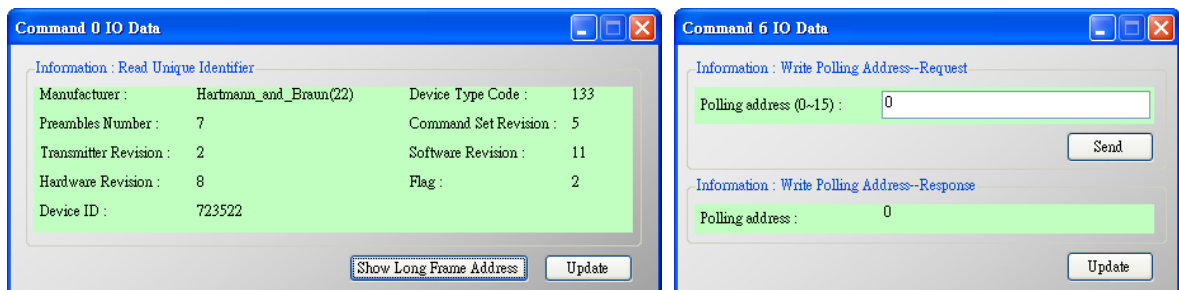 Command 0 IO Data
Information : Read Unique Identifier
Manufacturer : Hartmann_and_Braun(22) Device Type Code : 133
Preambles Number : 7 Command Set Revision : 5
Transmitter Revision : 2 Software Revision : 11
Hardware Revision : 8 Flag : 2
Device ID : 723522
Show Long Frame Address Update
Command 6 IO Data
Information : Write Polling Address--Request
Polling address (0~15) : 0
Send
Information : Write Polling Address--Response
Polling address : 0
Update